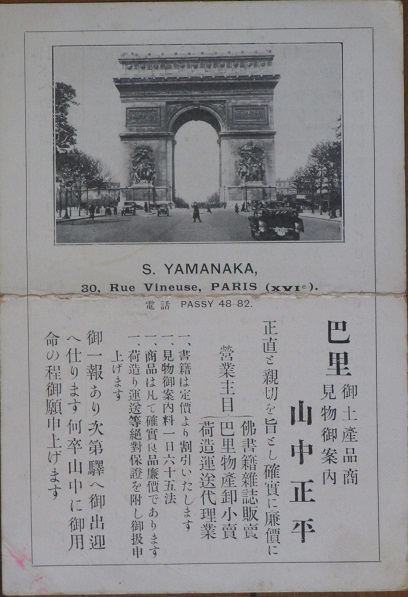 S. YAMANAKA,
30, Rue Vineuse, PARIS (XVIe).
電話 PASSY 48-82.
巴里 御土産品商
見物御案内
山中正平
正直と親切を旨とし確實に廉價に
營業主目
佛書籍雑誌販賣
巴里物産卸小賣
荷造運送代理業
一、書籍は定價より割引いたします
一、見物御案内料一日六十五法
一、商品は凡て確實良品廉價であります
一、荷造り運送等絕對保證を附し御扱申
上げます
御一報あり次第驛へ御出迎
へ仕ります何卒山中に御用
命の程御願申上げます